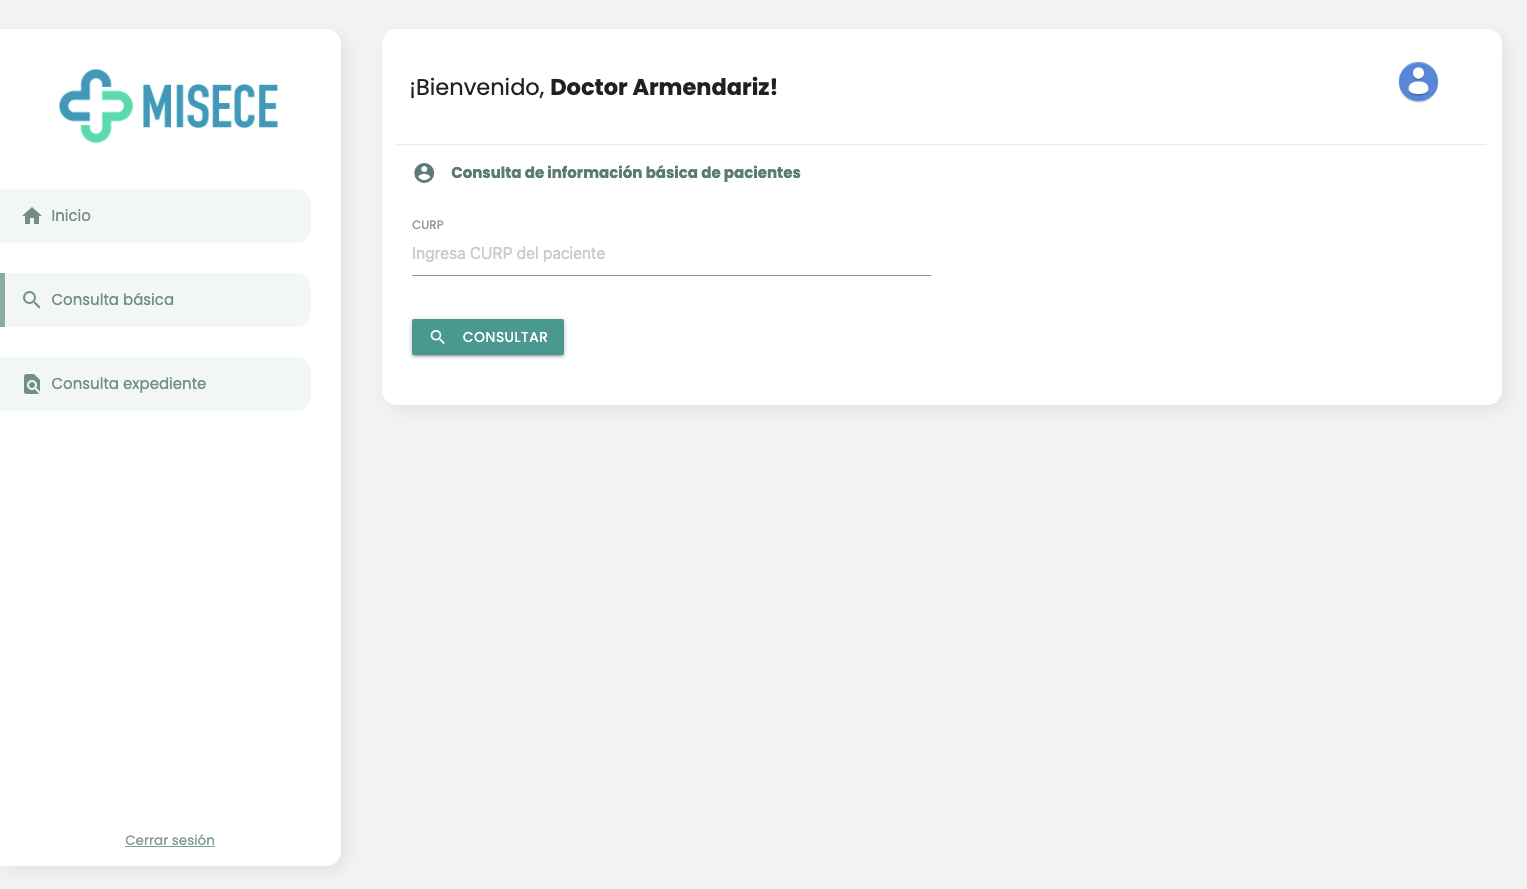 MISECE
Inicio
Consulta básica
Consulta expediente
Cerrar sesión
¡Bienvenido, Doctor Armendariz!
Consulta de información básica de pacientes
CURP
Ingresa CURP del paciente
CONSULTAR